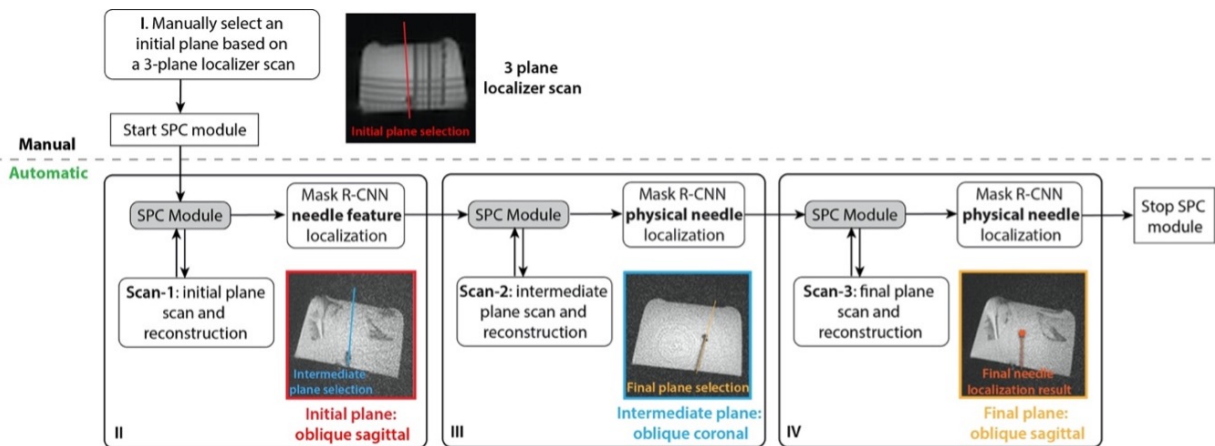 I. Manually select an
initial plane based on
a 3-plane localizer scan
Initial plane selection
3 plane
localizer scan
Start SPC module
Manual
Automatic
SPC Module
Mask R-CNN
needle feature
localization
Scan-1: initial plane
scan and
reconstruction
Intermediate
plane selection
Initial plane:
oblique sagittal
II
SPC Module
Mask R-CNN
physical needle
localization
Scan-2: intermediate
plane scan and
reconstruction
Final plane selection
Intermediate plane:
oblique coronal
III
SPC Module
Mask R-CNN
physical needle
localization
Scan-3: final plane
scan and
reconstruction
Final needle
localization result
Final plane:
oblique sagittal
IV
Stop SPC
module